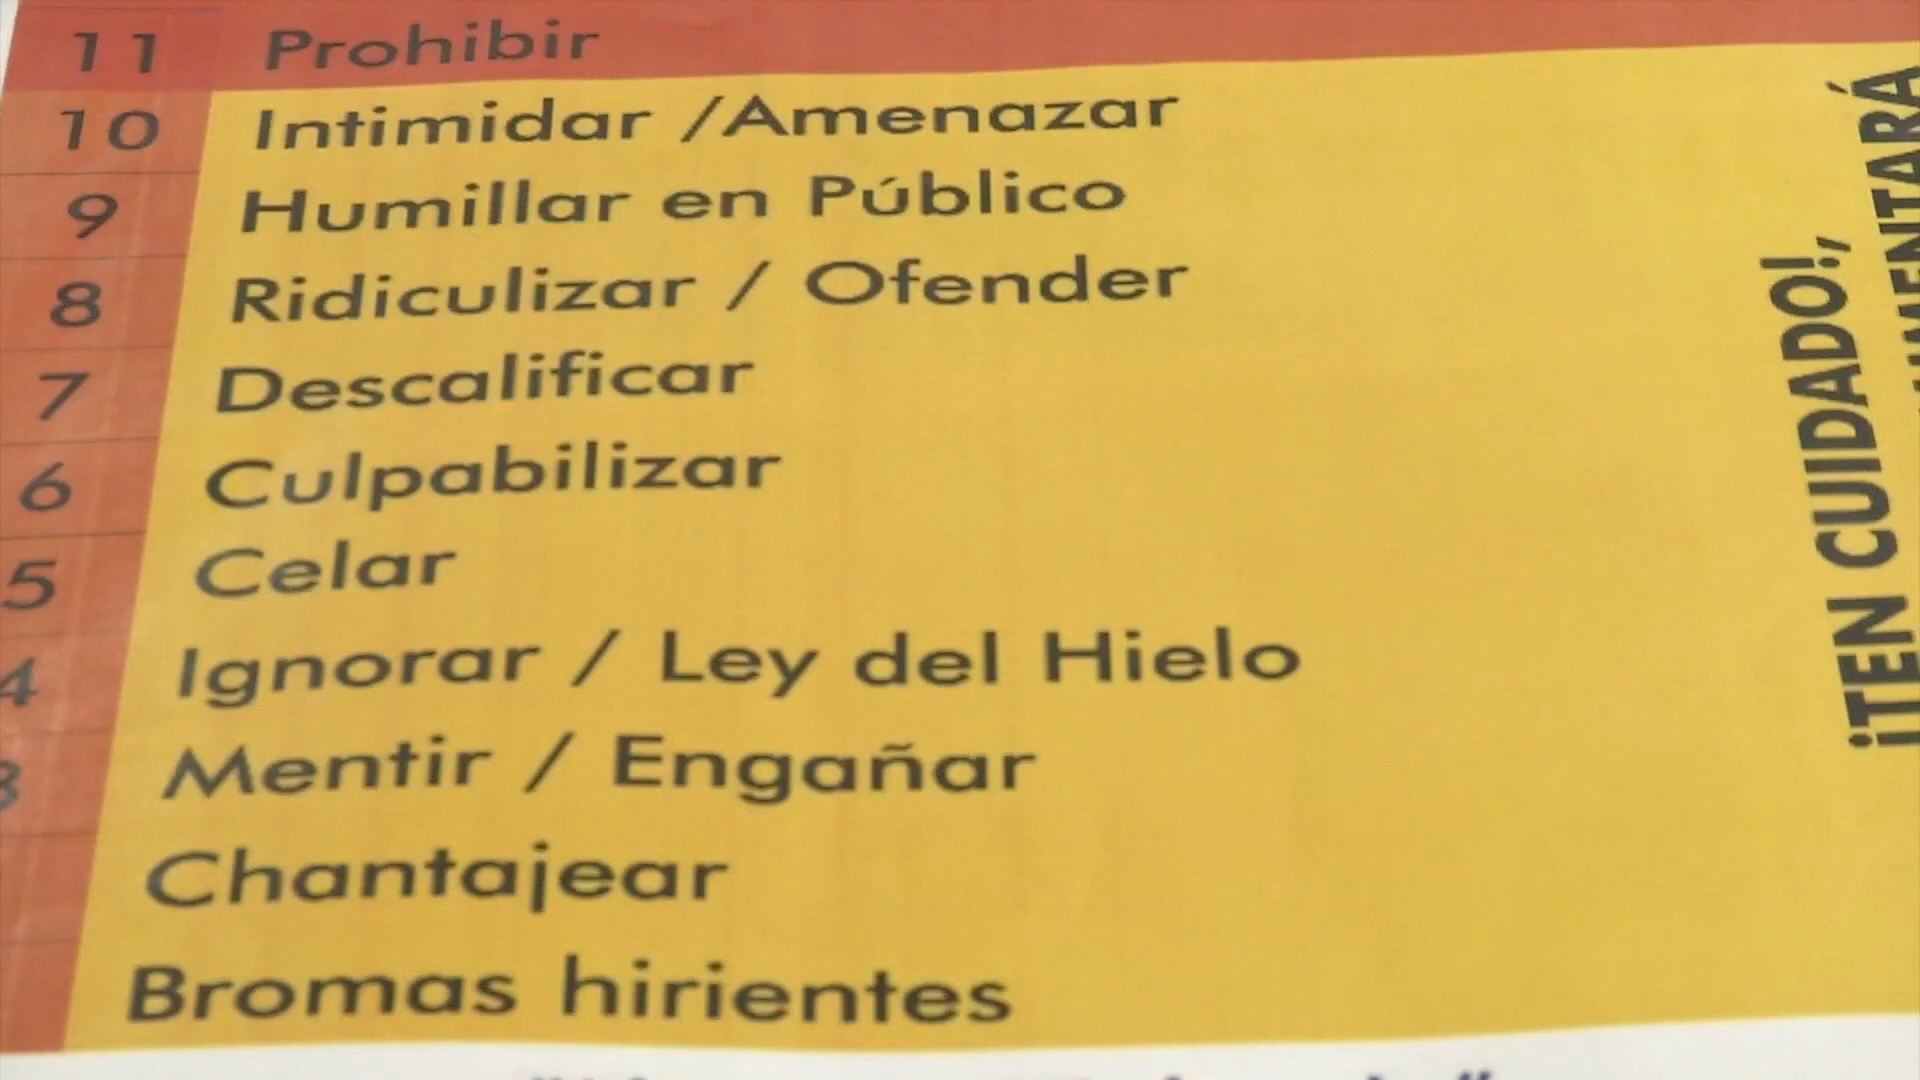 11 Prohibir
10 Intimidar /Amenazar
9 Humillar en Público
8 Ridiculizar / Ofender
7 Descalificar
6 Culpabilizar
5 Celar
4 Ignorar / Ley del Hielo
3 Mentir / Engañar
Chantajear
Bromas hirientes
¡TEN CUIDADO!,